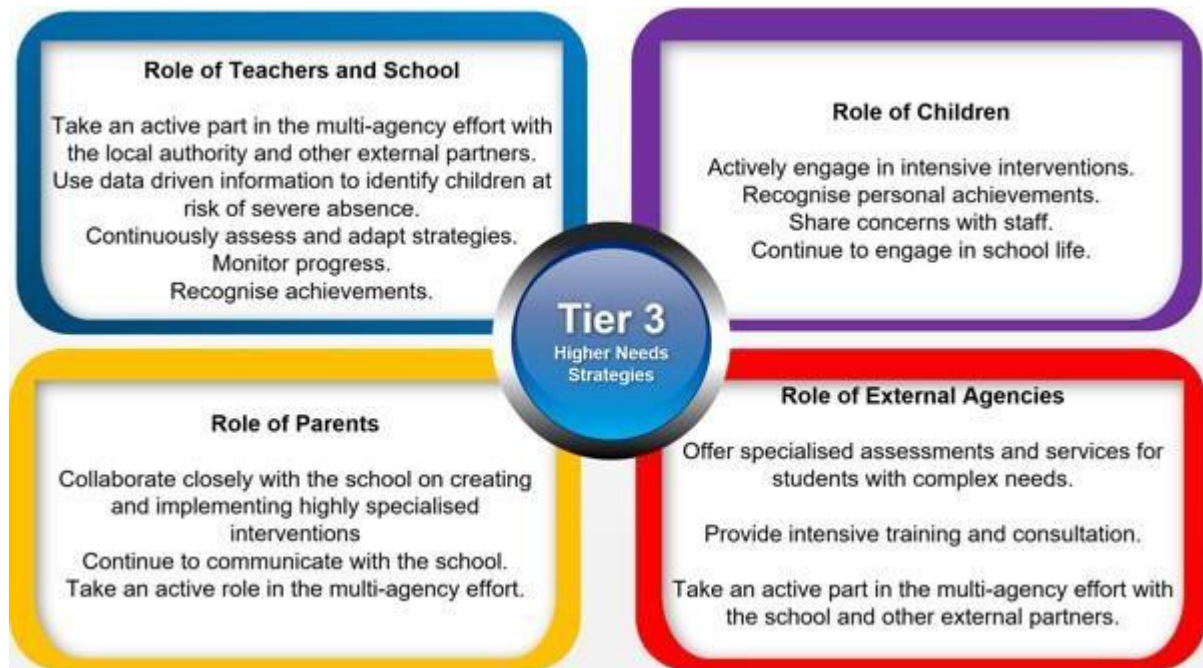 Role of Teachers and School
Take an active part in the multi-agency effort with
the local authority and other external partners.
Use data driven information to identify children at
risk of severe absence.
Continuously assess and adapt strategies.
Monitor progress.
Recognise achievements.
Role of Children
Actively engage in intensive interventions.
Recognise personal achievements.
Share concerns with staff.
Continue to engage in school life.
Tier 3
Higher Needs
Strategies
Role of Parents
Collaborate closely with the school on creating
and implementing highly specialised
interventions
Continue to communicate with the school.
Take an active role in the multi-agency effort.
Role of External Agencies
Offer specialised assessments and services for
students with complex needs.
Provide intensive training and consultation.
Take an active part in the multi-agency effort with
the school and other external partners.